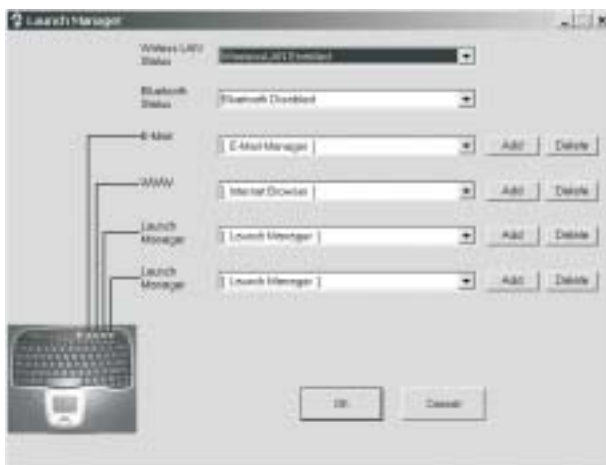 Launch Manager
Wireless LAN
Status
Wireless LAN Enabled
Bluetooth
Status
Bluetooth Disabled
E-Mail
[ E-Mail Manager ]
Add
Delete
WWW
[ Internet Browser ]
Add
Delete
Launch
Manager
[ Launch Manager ]
Add
Delete
Launch
Manager
[ Launch Manager ]
Add
Delete
OK
Cancel